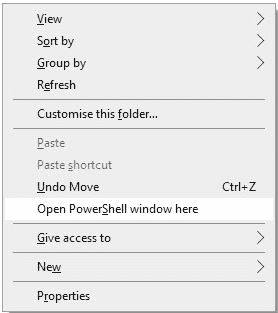 View
Sort by
Group by
Refresh
Customise this folder...
Paste
Paste shortcut
Undo Move Ctrl+Z
Open PowerShell window here
Give access to
New
Properties